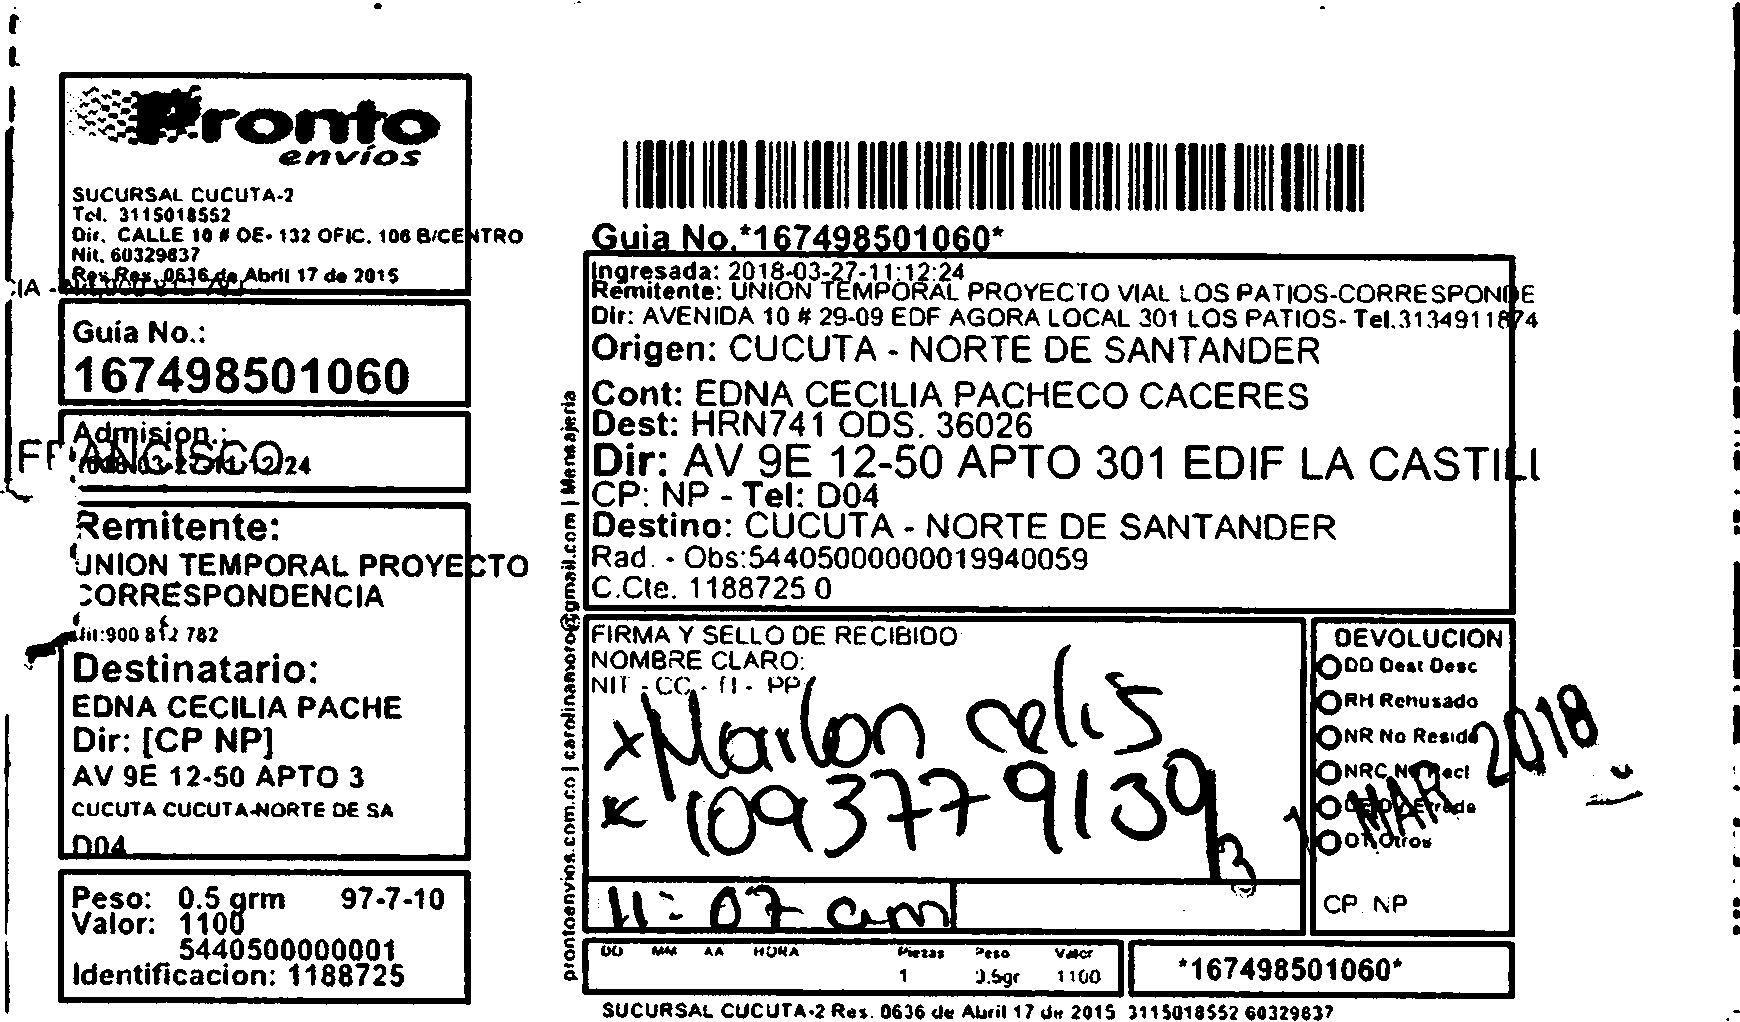 Pronto
envíos
SUCURSAL CUCUTA-2
Tel. 3115018552
Dir. CALLE 10 # OE- 132 OFIC. 106 B/CENTRO
Nit. 60329837
Res Res. 0636 de Abril 17 de 2015
Guía No.:
167498501060
Admision.:
FRANCISCO
Remitente:
UNION TEMPORAL PROYECTO
CORRESPONDENCIA
Nit:900 812 782
Destinatario:
EDNA CECILIA PACHE
Dir: [CP NP]
AV 9E 12-50 APTO 3
CUCUTA CUCUTA-NORTE DE SA
D04
Peso: 0.5 grm 97-7-10
Valor: 1100
5440500000001
Identificacion: 1188725
prontoenvios.com.co | carolinamoro@gmail.com | Mensajeria
Guia No.*167498501060*
Ingresada: 2018-03-27-11:12:24
Remitente: UNION TEMPORAL PROYECTO VIAL LOS PATIOS-CORRESPONDE
Dir: AVENIDA 10 # 29-09 EDF AGORA LOCAL 301 LOS PATIOS- Tel.3134911874
Origen: CUCUTA - NORTE DE SANTANDER
Cont: EDNA CECILIA PACHECO CACERES
Dest: HRN741 ODS. 36026
Dir: AV 9E 12-50 APTO 301 EDIF LA CASTILL
CP: NP - Tel: D04
Destino: CUCUTA - NORTE DE SANTANDER
Rad. - Obs:54405000000019940059
C.Cte. 1188725 0
FIRMA Y SELLO DE RECIBIDO
NOMBRE CLARO:
NIT - CC - TI - PP
x Marlon celis
x 1093779139
11:07 am
DEVOLUCION
DD Dest Desc
RH Rehusado
NR No Reside
NRC No Recl
DE Dir Errada
OT Otros
MAR 2018
CP NP
DD MM AA HORA Piezas Peso Valor
1 0.5gr 1100
*167498501060*
SUCURSAL CUCUTA-2 Res. 0636 de Abril 17 de 2015 3115018552 60329837